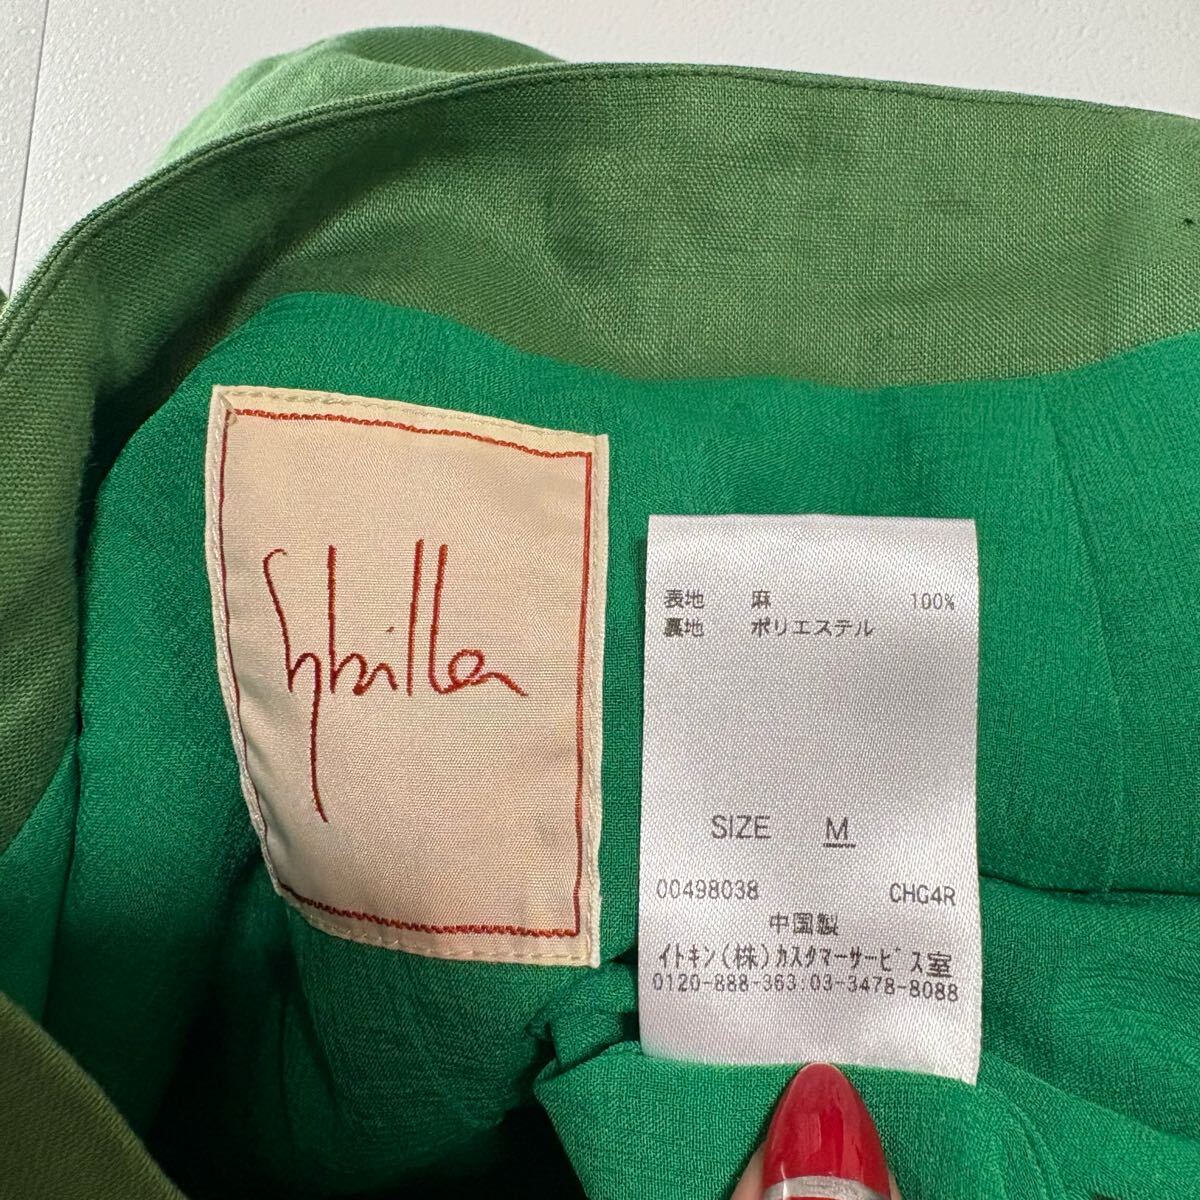 Sybilla
表地 麻 100%
裏地 ポリエステル
SIZE M
00498038 CHG4R
中国製
イトキン(株)カスタマーサービス室
0120-888-363:03-3478-8088